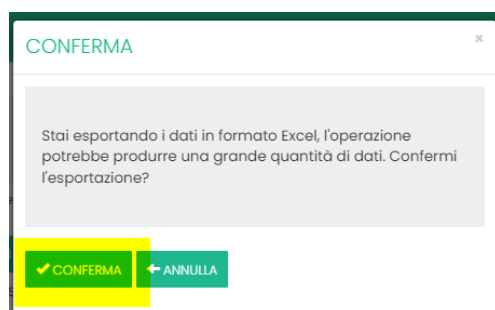 CONFERMA
×
Stai esportando i dati in formato Excel, l'operazione
potrebbe produrre una grande quantità di dati. Confermi
l'esportazione?
CONFERMA ANNULLA